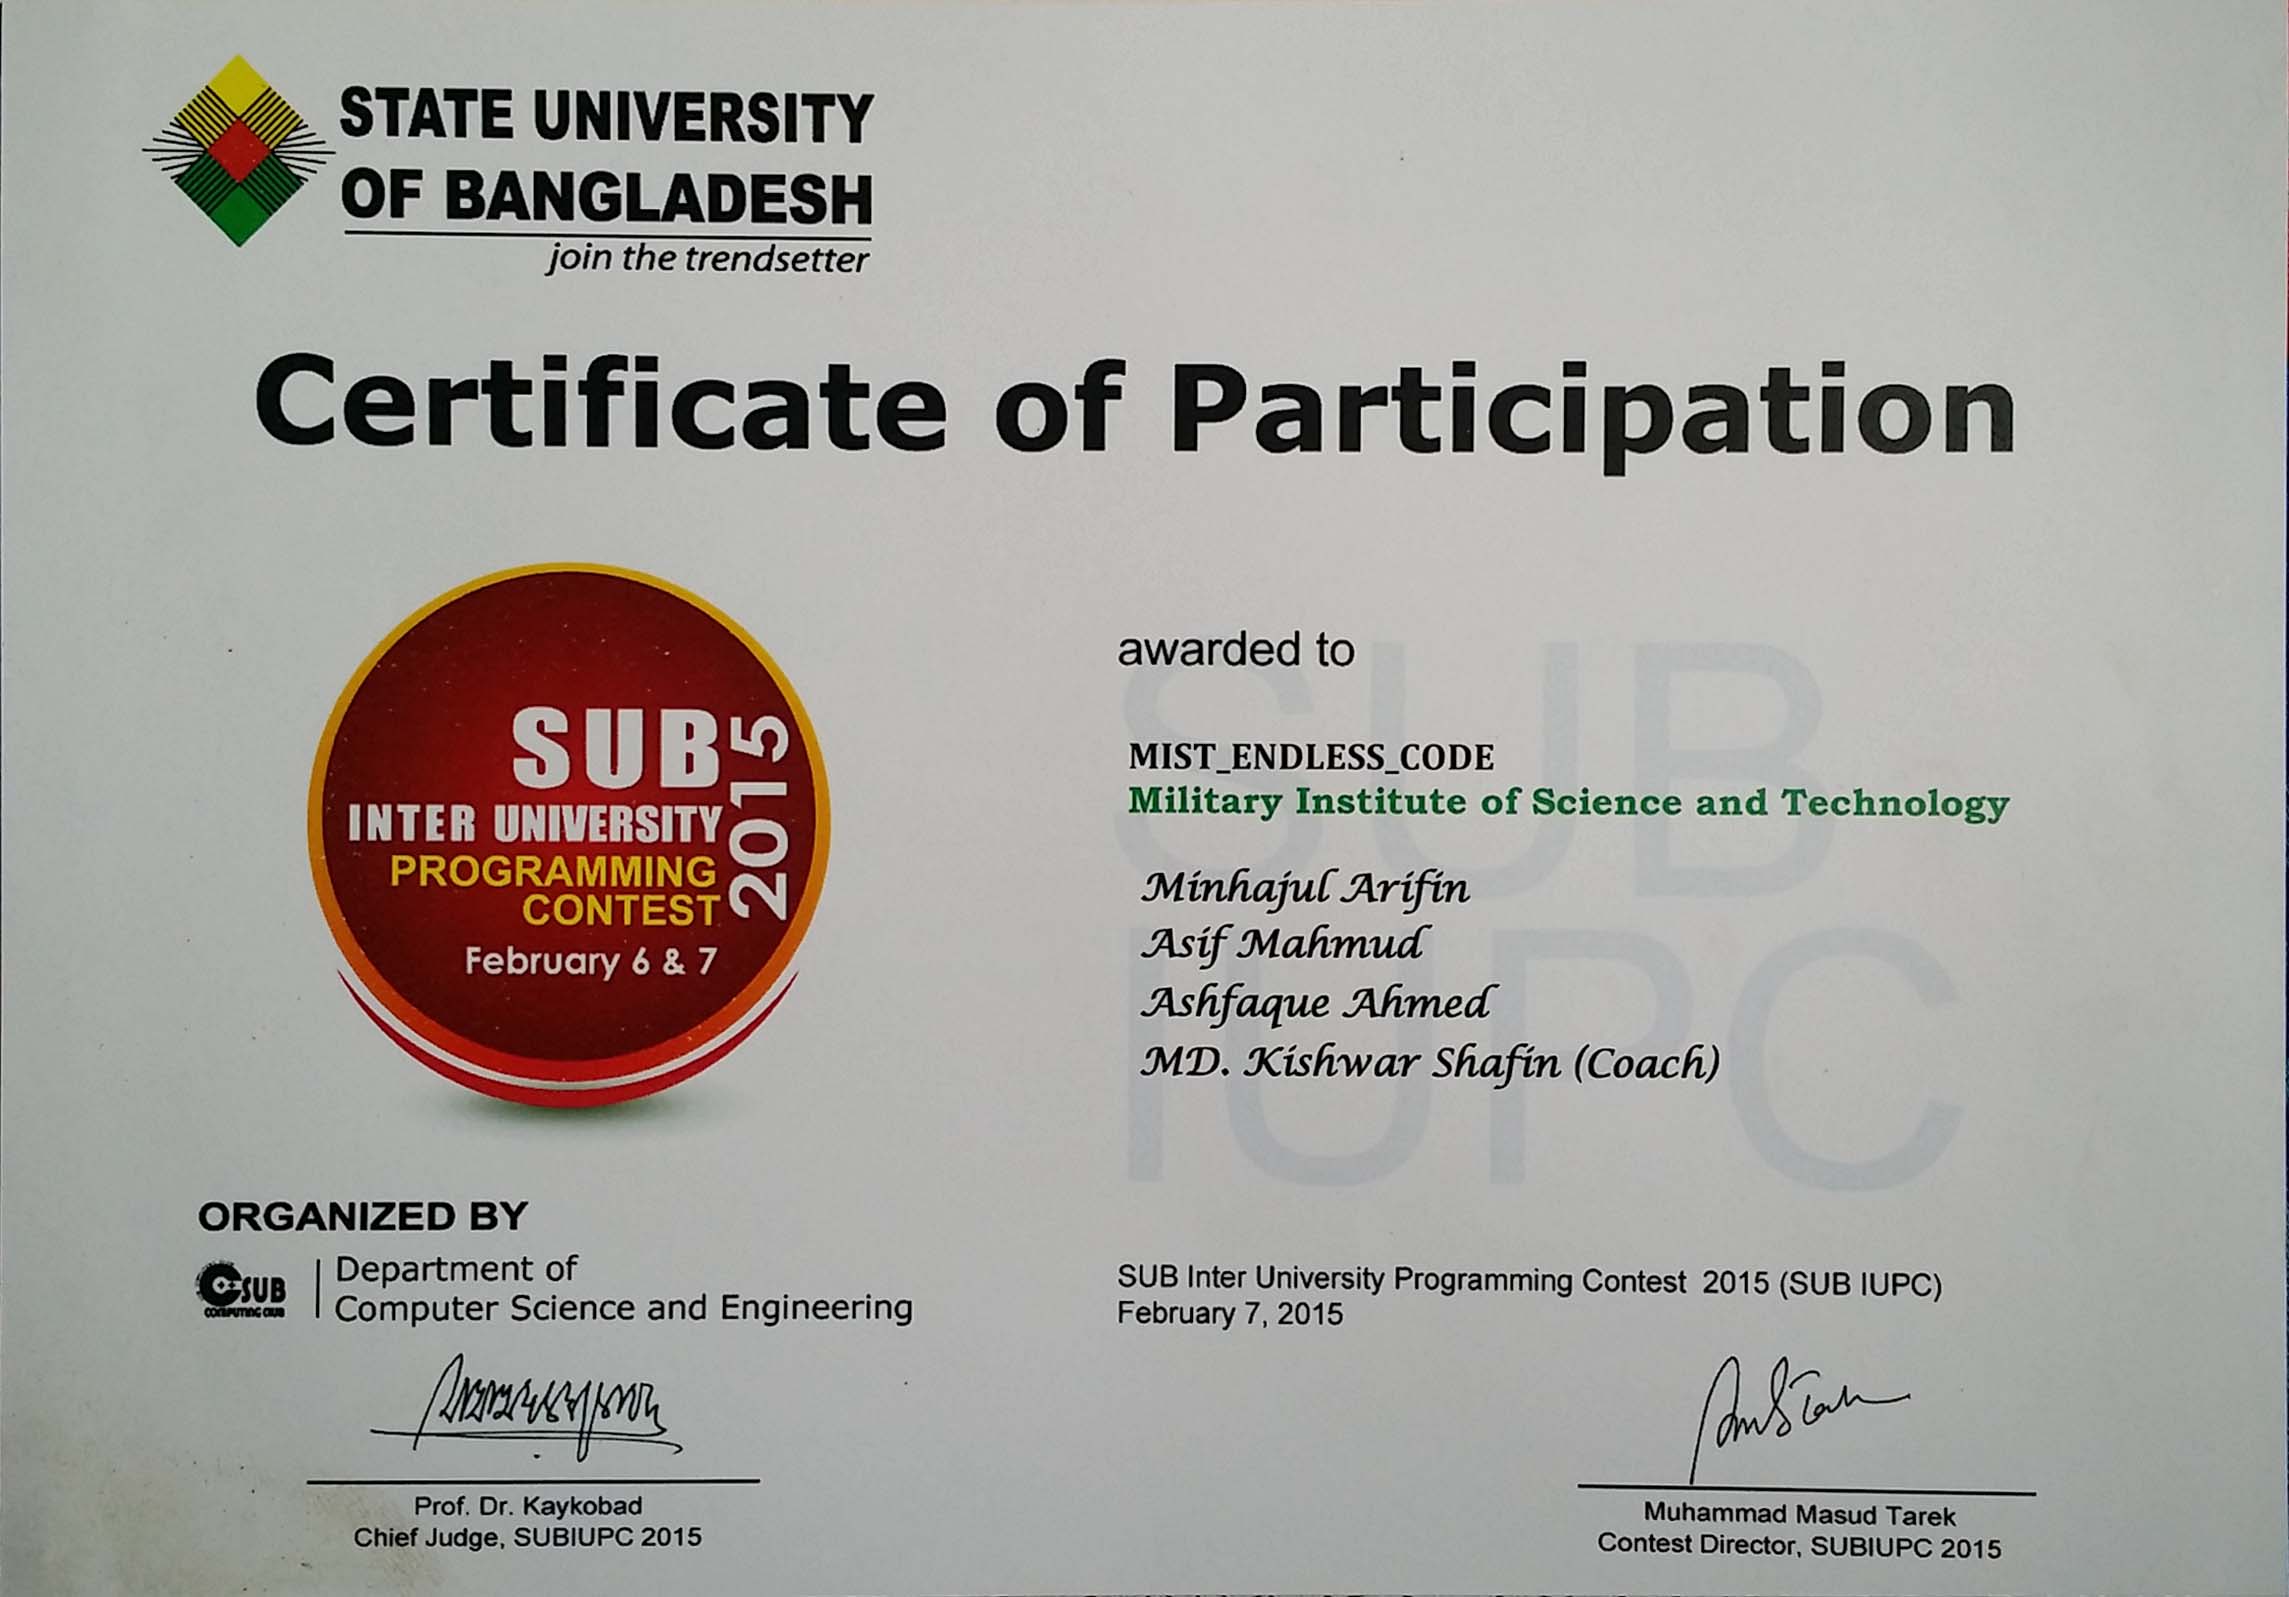 STATE UNIVERSITY
OF BANGLADESH
join the trendsetter
Certificate of Participation
SUB
INTER UNIVERSITY
PROGRAMMING
CONTEST
2015
February 6 & 7
awarded to
SUB
IUPC
MIST_ENDLESS_CODE
Military Institute of Science and Technology
Minhajul Arifin
Asif Mahmud
Ashfaque Ahmed
MD. Kishwar Shafin (Coach)
ORGANIZED BY
SUB
COMPUTING CLUB
Department of
Computer Science and Engineering
SUB Inter University Programming Contest 2015 (SUB IUPC)
February 7, 2015
Prof. Dr. Kaykobad
Chief Judge, SUBIUPC 2015
Muhammad Masud Tarek
Contest Director, SUBIUPC 2015